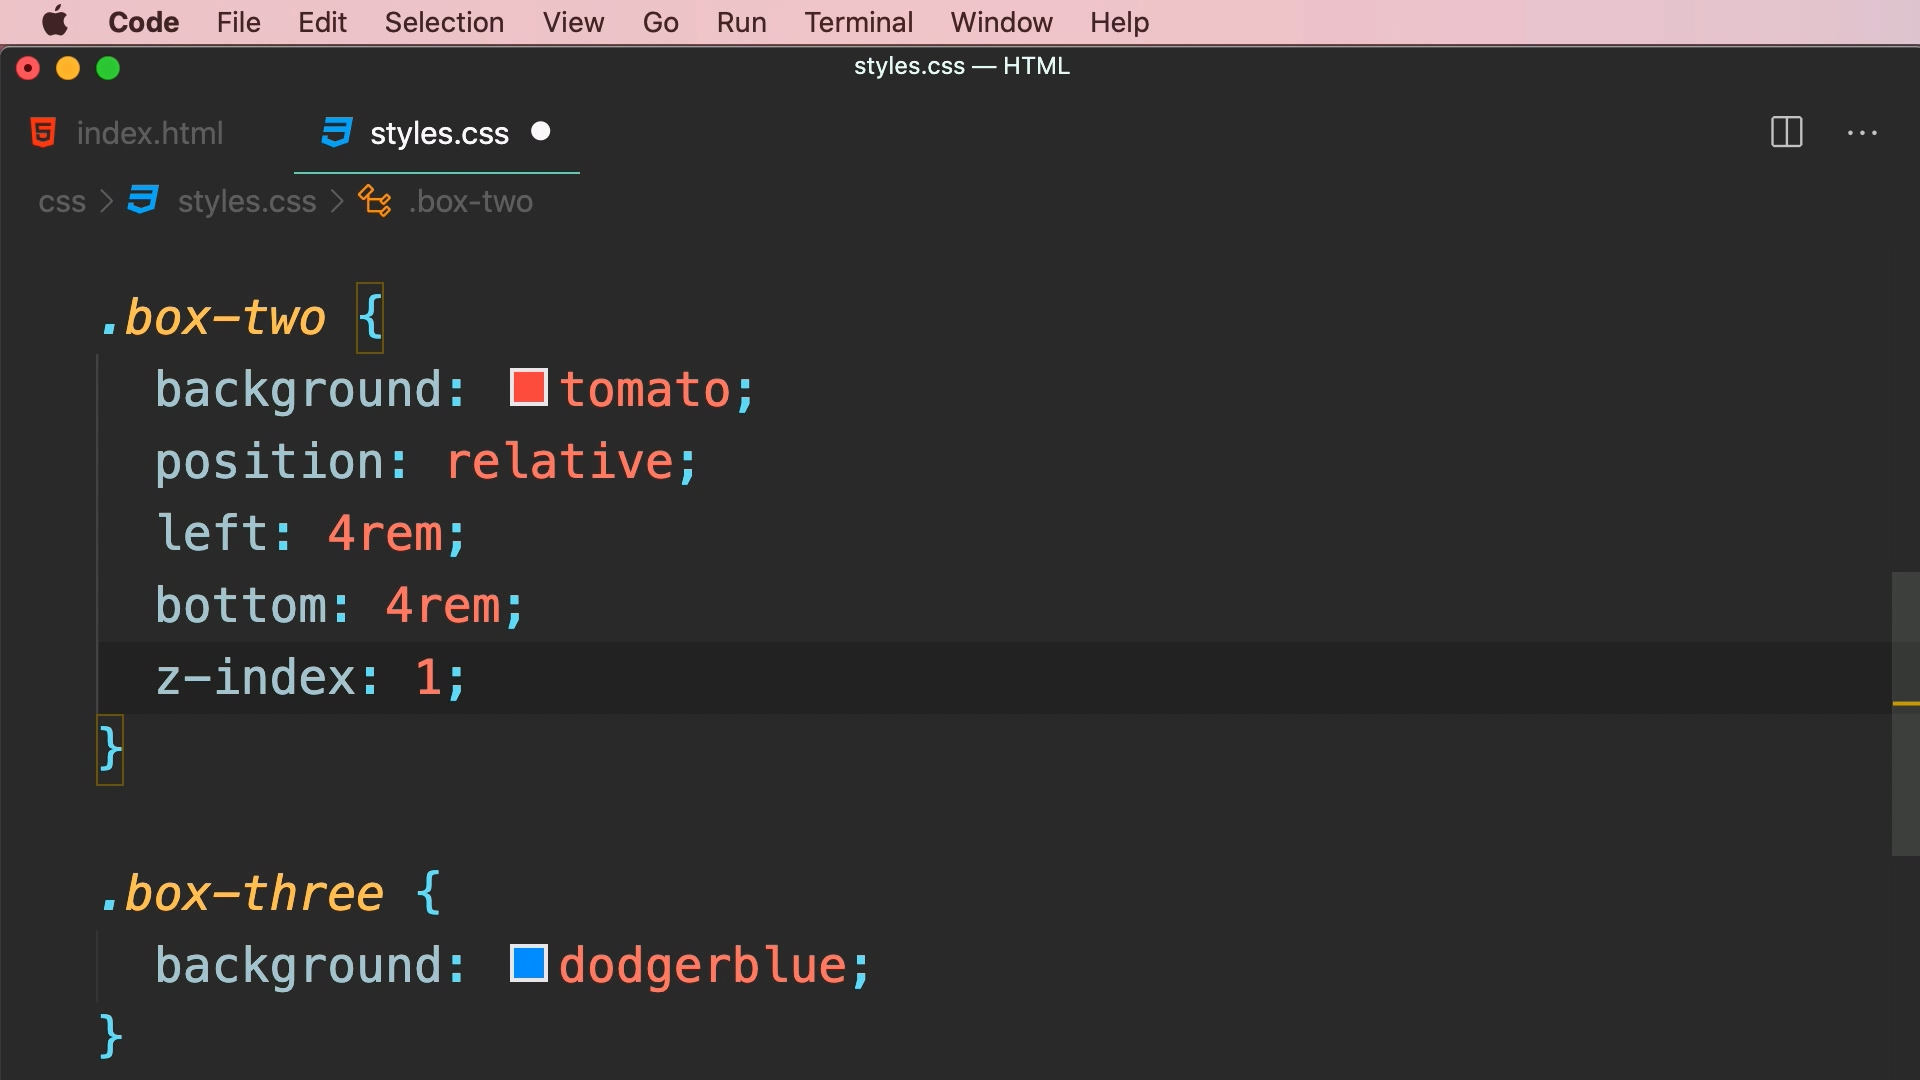 Code File Edit Selection View Go Run Terminal Window Help
styles.css — HTML
index.html styles.css
css > styles.css > .box-two
.box-two {
background: tomato;
position: relative;
left: 4rem;
bottom: 4rem;
z-index: 1;
}
.box-three {
background: dodgerblue;
}